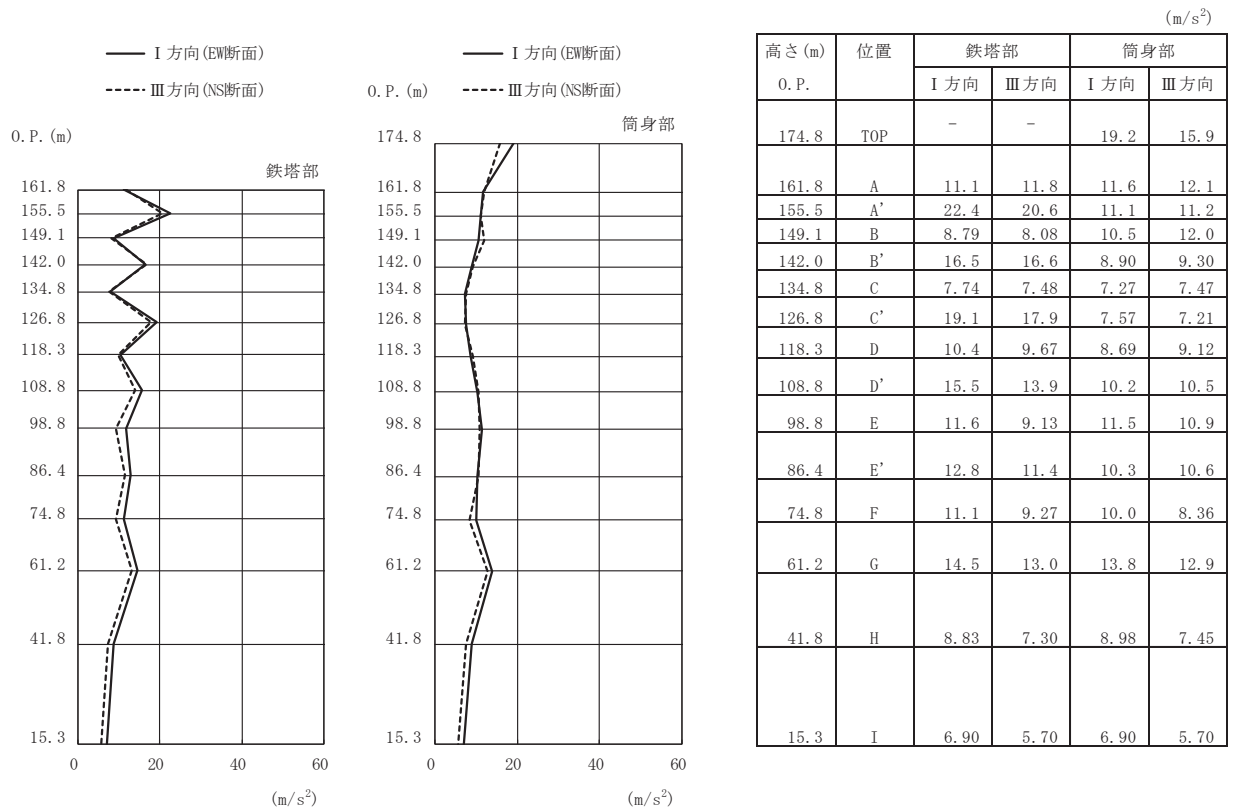 Ⅰ方向(EW断面)
Ⅲ方向(NS断面)
O.P.(m)
鉄塔部
161.8
155.5
149.1
142.0
134.8
126.8
118.3
108.8
98.8
86.4
74.8
61.2
41.8
15.3
0 20 40 60
(m/s²)
Ⅰ方向(EW断面)
Ⅲ方向(NS断面)
O.P.(m)
筒身部
174.8
161.8
155.5
149.1
142.0
134.8
126.8
118.3
108.8
98.8
86.4
74.8
61.2
41.8
15.3
0 20 40 60
(m/s²)
(m/s²)
高さ(m) 位置 鉄塔部 筒身部
O.P. Ⅰ方向 Ⅲ方向 Ⅰ方向 Ⅲ方向
174.8 TOP - - 19.2 15.9
161.8 A 11.1 11.8 11.6 12.1
155.5 A' 22.4 20.6 11.1 11.2
149.1 B 8.79 8.08 10.5 12.0
142.0 B' 16.5 16.6 8.90 9.30
134.8 C 7.74 7.48 7.27 7.47
126.8 C' 19.1 17.9 7.57 7.21
118.3 D 10.4 9.67 8.69 9.12
108.8 D' 15.5 13.9 10.2 10.5
98.8 E 11.6 9.13 11.5 10.9
86.4 E' 12.8 11.4 10.3 10.6
74.8 F 11.1 9.27 10.0 8.36
61.2 G 14.5 13.0 13.8 12.9
41.8 H 8.83 7.30 8.98 7.45
15.3 I 6.90 5.70 6.90 5.70